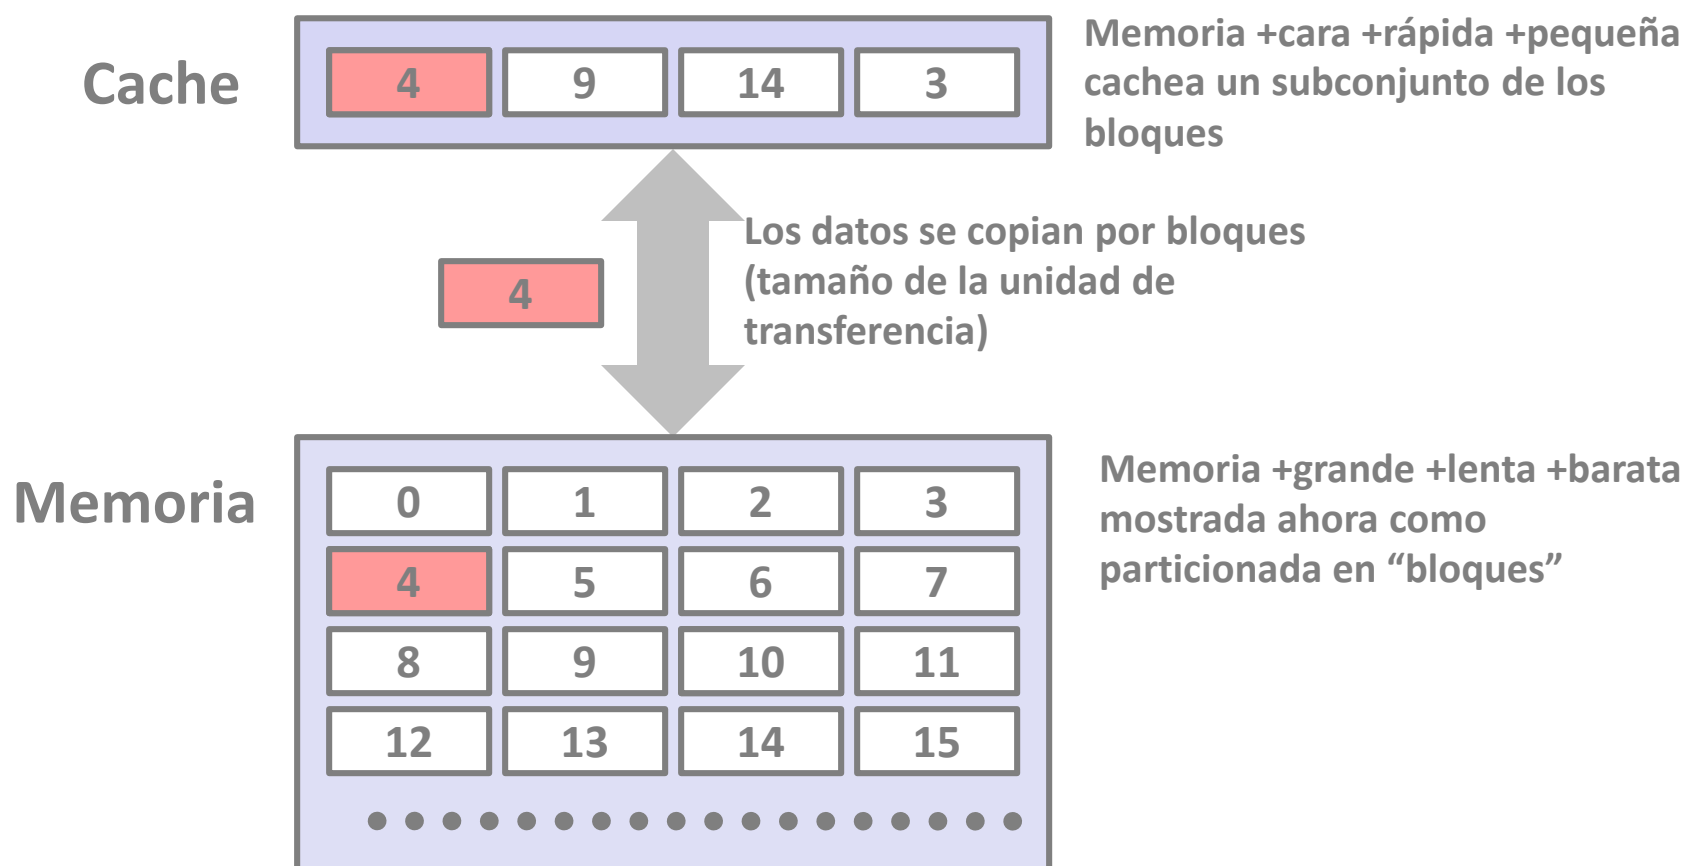 Cache
4 9 14 3
Memoria +cara +rápida +pequeña
cachea un subconjunto de los
bloques
4
Los datos se copian por bloques
(tamaño de la unidad de
transferencia)
Memoria
0 1 2 3
4 5 6 7
8 9 10 11
12 13 14 15
Memoria +grande +lenta +barata
mostrada ahora como
particionada en “bloques”